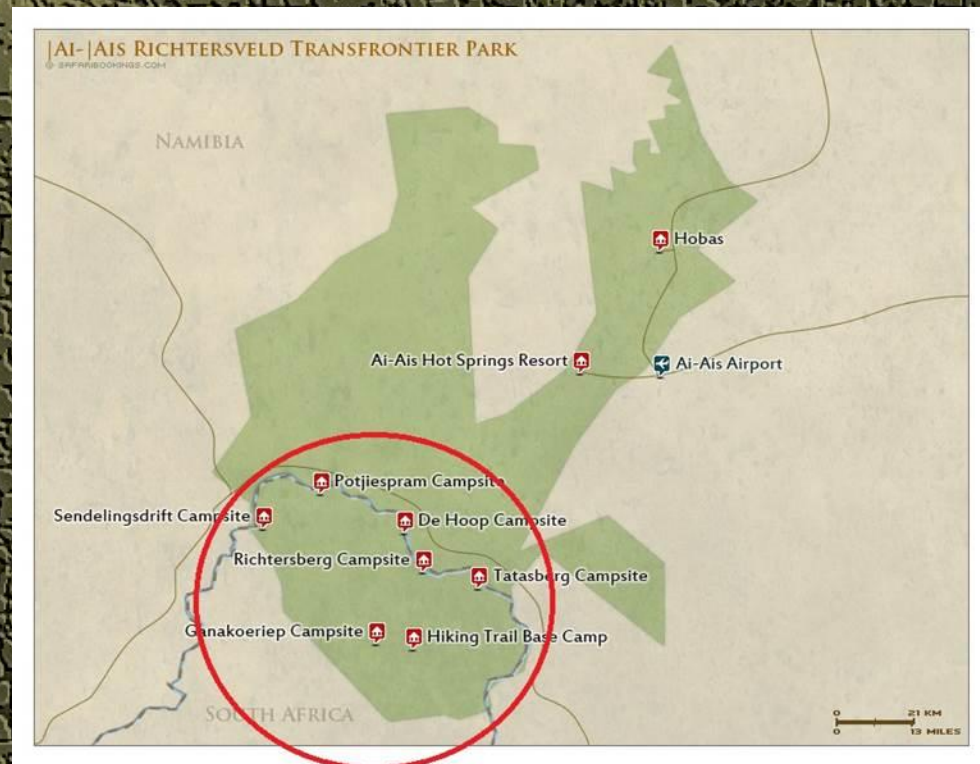 |Ai-|Ais Richtersveld Transfrontier Park
© SAFARIBOOKINGS.COM
Namibia
Hobas
Ai-Ais Hot Springs Resort
Ai-Ais Airport
Potjiespram Campsite
Sendelingsdrift Campsite
De Hoop Campsite
Richtersberg Campsite
Tatasberg Campsite
Ganakoeriep Campsite
Hiking Trail Base Camp
South Africa
0 21 KM
0 13 MILES